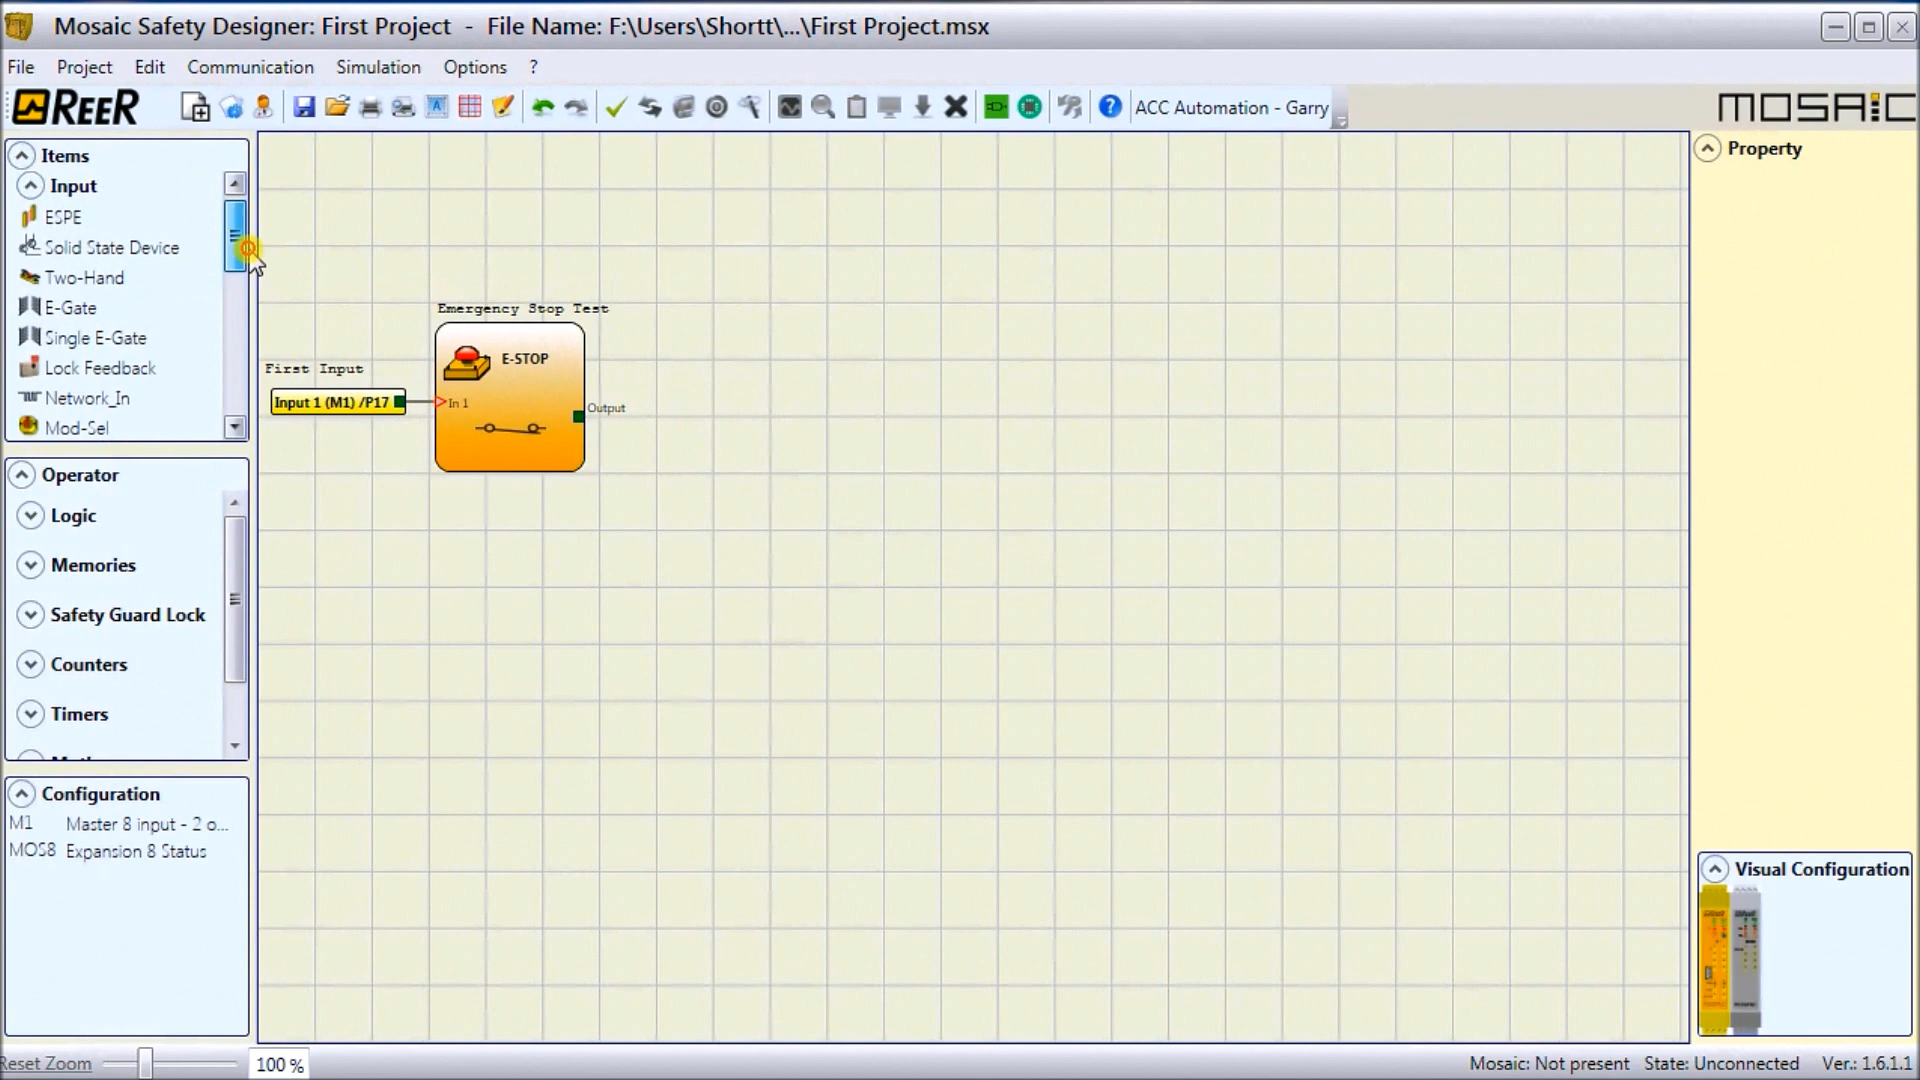 Mosaic Safety Designer: First Project - File Name: F:\Users\Shortt\...\First Project.msx
File Project Edit Communication Simulation Options ?
REER
ACC Automation - Garry
MOSAIC
Items
Input
ESPE
Solid State Device
Two-Hand
E-Gate
Single E-Gate
Lock Feedback
Network_In
Mod-Sel
Operator
Logic
Memories
Safety Guard Lock
Counters
Timers
Configuration
M1 Master 8 input - 2 o...
MOS8 Expansion 8 Status
Emergency Stop Test
E-STOP
First Input
Input 1 (M1) /P17
In 1
Output
Property
Visual Configuration
Reset Zoom
100 %
Mosaic: Not present State: Unconnected Ver.: 1.6.1.1